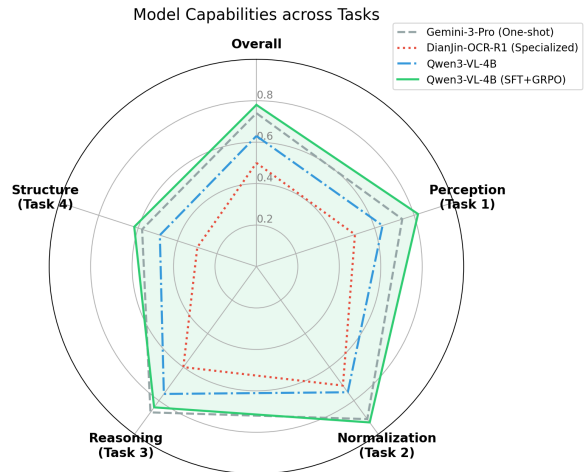 Model Capabilities across Tasks
Gemini-3-Pro (One-shot)
DianJin-OCR-R1 (Specialized)
Qwen3-VL-4B
Qwen3-VL-4B (SFT+GRPO)
Overall
0.8
0.6
0.4
0.2
Structure
(Task 4)
Perception
(Task 1)
Reasoning
(Task 3)
Normalization
(Task 2)